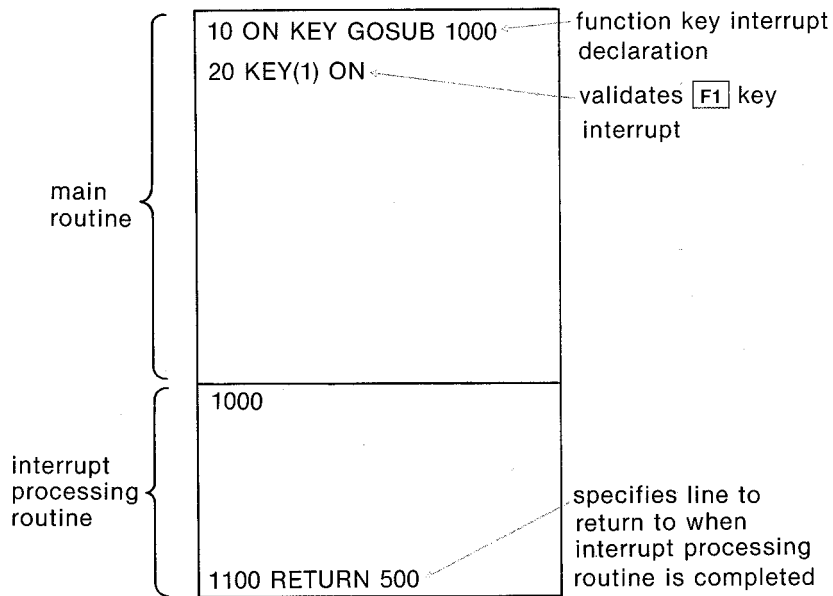 10 ON KEY GOSUB 1000
function key interrupt
declaration
20 KEY(1) ON
validates F1 key
interrupt
main
routine
1000
interrupt
processing
routine
specifies line to
return to when
interrupt processing
routine is completed
1100 RETURN 500